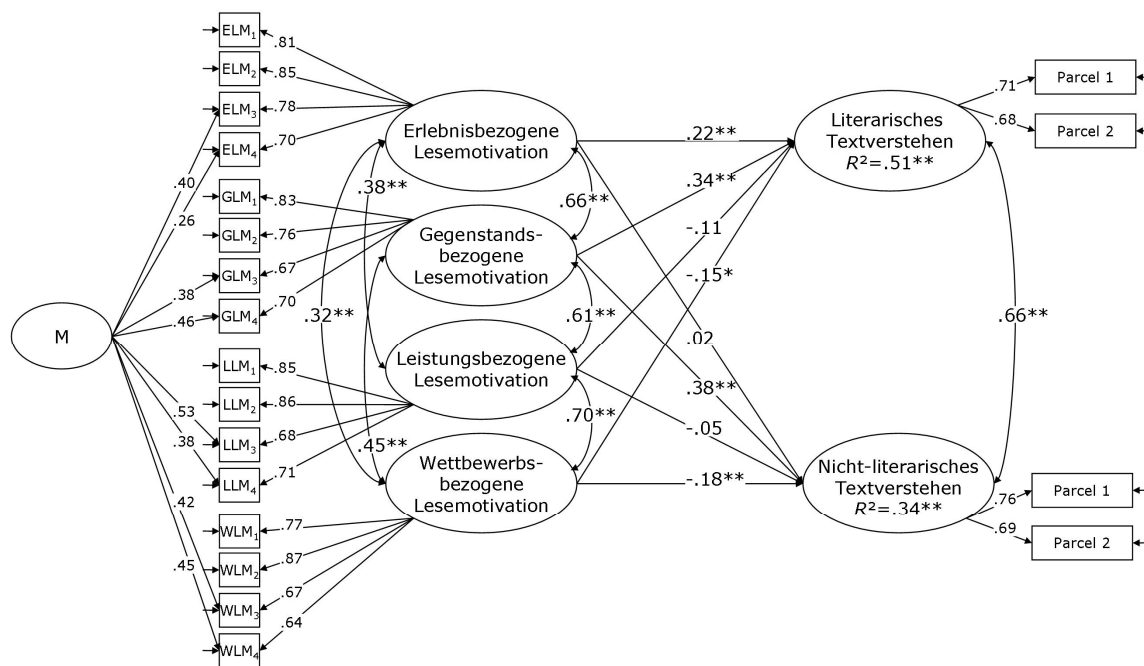 ELM1
ELM2
ELM3
ELM4
GLM1
GLM2
GLM3
GLM4
LLM1
LLM2
LLM3
LLM4
WLM1
WLM2
WLM3
WLM4
M
.40
.26
.38
.46
.53
.38
.42
.45
.81
.85
.78
.70
.83
.76
.67
.70
.85
.86
.68
.71
.77
.87
.67
.64
Erlebnisbezogene
Lesemotivation
Gegenstands-
bezogene
Lesemotivation
Leistungsbezogene
Lesemotivation
Wettbewerbs-
bezogene
Lesemotivation
.38**
.32**
.45**
.66**
.61**
.70**
.22**
.34**
-.11
-.15*
.02
.38**
-.05
-.18**
Literarisches
Textverstehen
R²=.51**
Nicht-literarisches
Textverstehen
R²=.34**
.66**
.71
.68
Parcel 1
Parcel 2
.76
.69
Parcel 1
Parcel 2